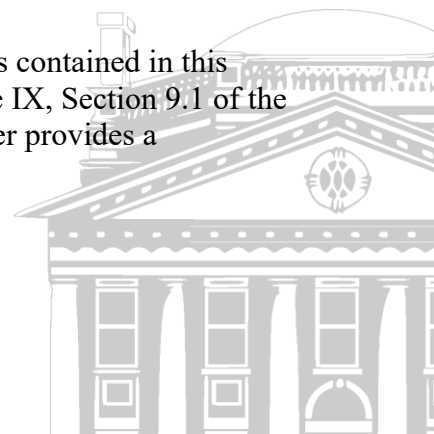 s contained in this
e IX, Section 9.1 of the
er provides a